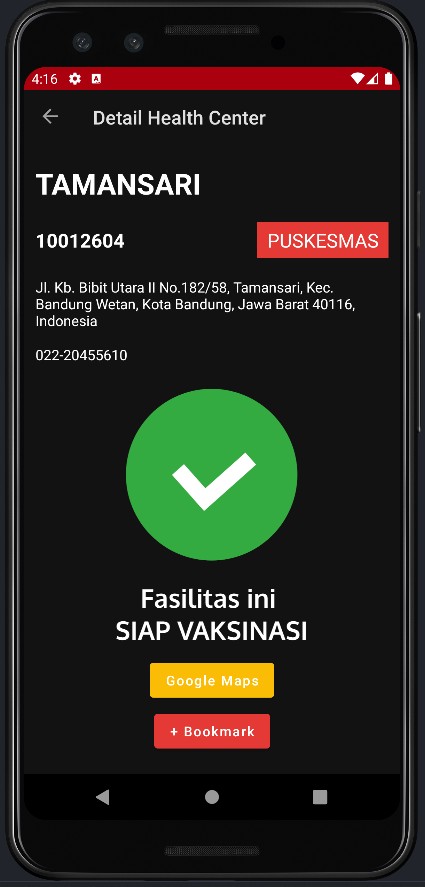 4:16
Detail Health Center
TAMANSARI
10012604
PUSKESMAS
Jl. Kb. Bibit Utara II No.182/58, Tamansari, Kec.
Bandung Wetan, Kota Bandung, Jawa Barat 40116,
Indonesia
022-20455610
Fasilitas ini
SIAP VAKSINASI
Google Maps
+ Bookmark